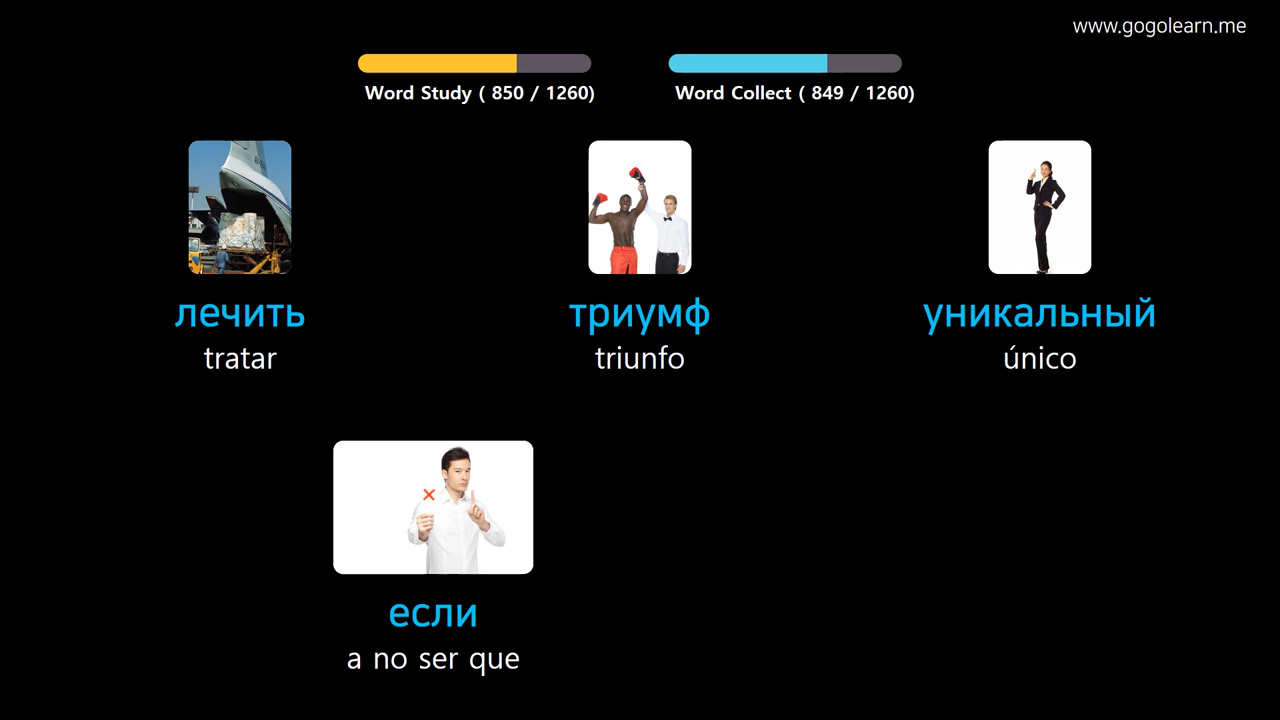 www.gogolearn.me
Word Study ( 850 / 1260)
Word Collect ( 849 / 1260)
лечить
tratar
триумф
triunfo
уникальный
único
если
a no ser que